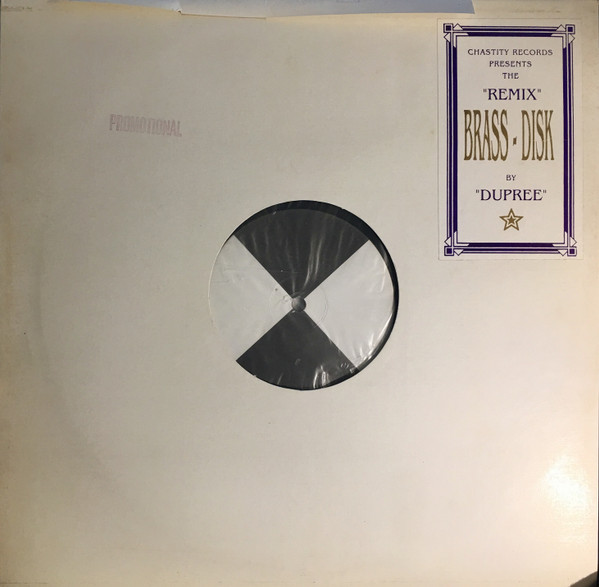 CHASTITY RECORDS
PRESENTS
THE
"REMIX"
BRASS - DISK
BY
"DUPREE"
PROMOTIONAL